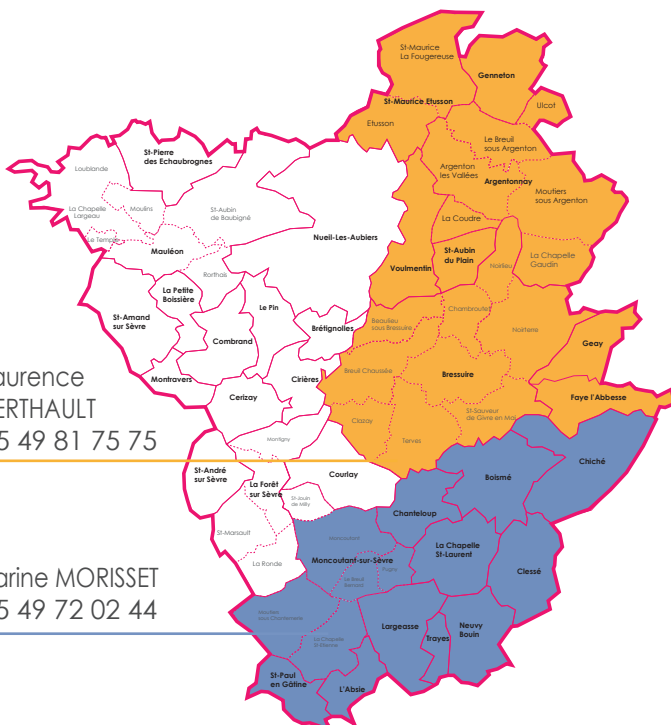 St-Maurice
La Fougereuse
Genneton
St-Maurice Etusson
Ulcot
Etusson
Le Breuil
sous Argenton
St-Pierre
des Echaubrognes
Loublande
Argenton
les Vallées
Argentonnay
Moutiers
sous Argenton
La Chapelle
Largeau
Moulins
St-Aubin
de Boubigné
La Coudre
Le Temple
Nueil-Les-Aubiers
Mauléon
St-Aubin
du Plain
La Chapelle
Gaudin
Voulmentin
Noirlieu
Rorthais
La Petite
Boissière
Le Pin
Chambroutet
St-Amand
sur Sèvre
Beaulieu
sous Bressuire
Brétignolles
Noirterre
Combrand
Geay
Breuil Chaussée
Bressuire
Montravers
Cirières
Cerizay
Faye l'Abbesse
aurence
ERTHAULT
5 49 81 75 75
St-Sauveur
de Givre en Mai
Clazay
Terves
Montigny
Chiché
St-André
sur Sèvre
Courlay
Boismé
La Forêt
sur Sèvre
St-Jouin
de Milly
Chanteloup
St-Marsault
Moncoutant
La Chapelle
St-Laurent
La Ronde
Moncoutant-sur-Sèvre
Pugny
Clessé
Le Breuil
Bernard
arine MORISSET
5 49 72 02 44
Moutiers
sous Chantemerle
Largeasse
Neuvy
Bouin
Trayes
La Chapelle
St-Etienne
St-Paul
en Gâtine
L'Absie